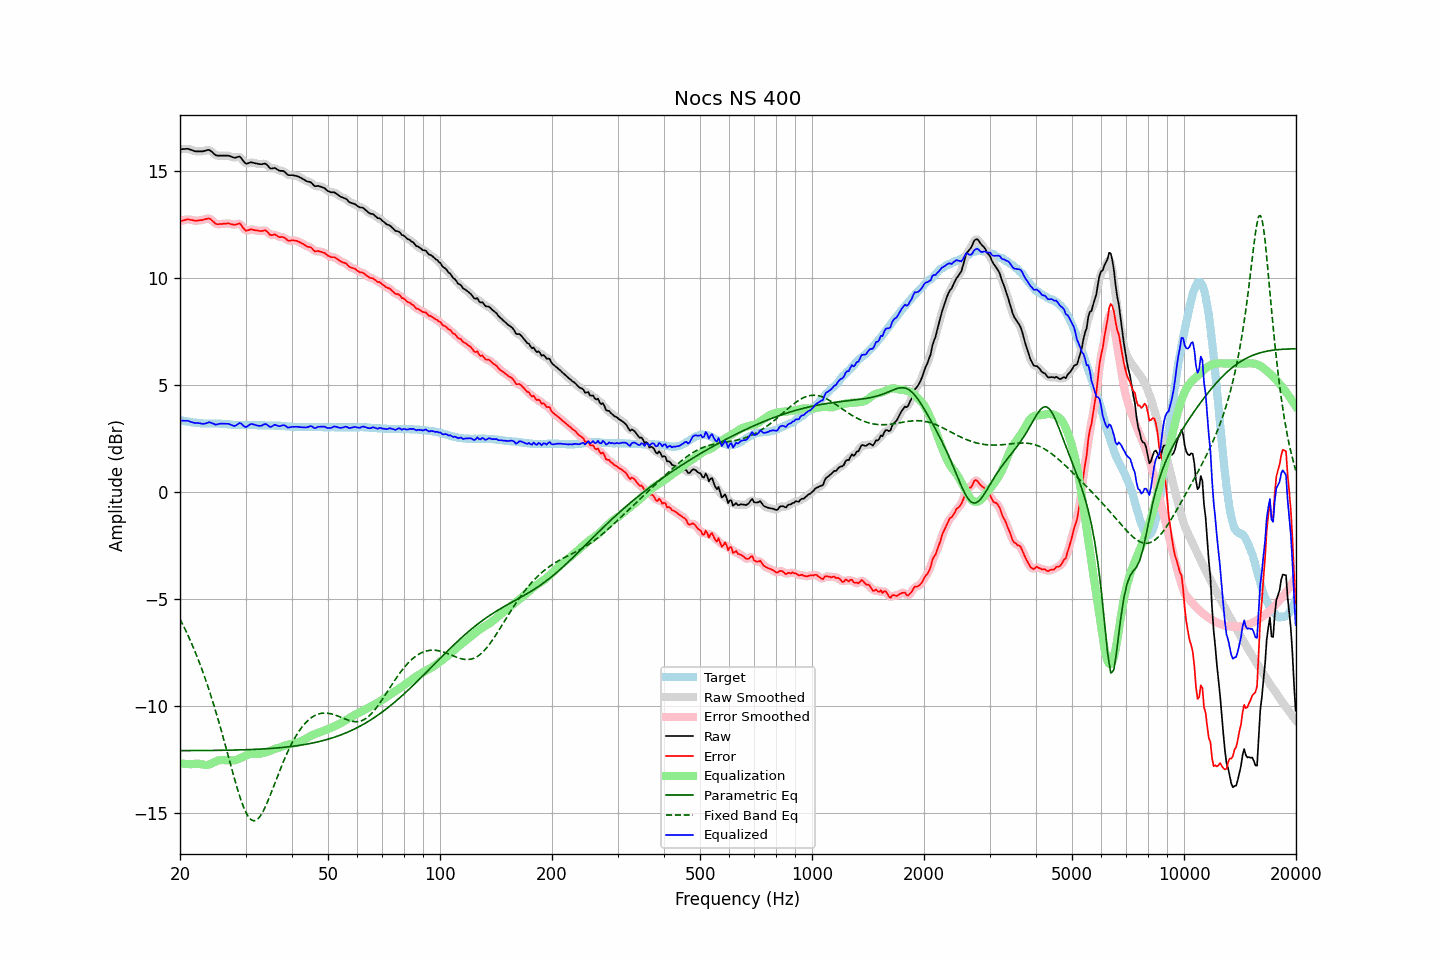 Nocs NS 400
Amplitude (dBr)
15
10
5
0
−5
−10
−15
20
50
100
200
500
1000
2000
5000
10000
20000
Frequency (Hz)
Target
Raw Smoothed
Error Smoothed
Raw
Error
Equalization
Parametric Eq
Fixed Band Eq
Equalized